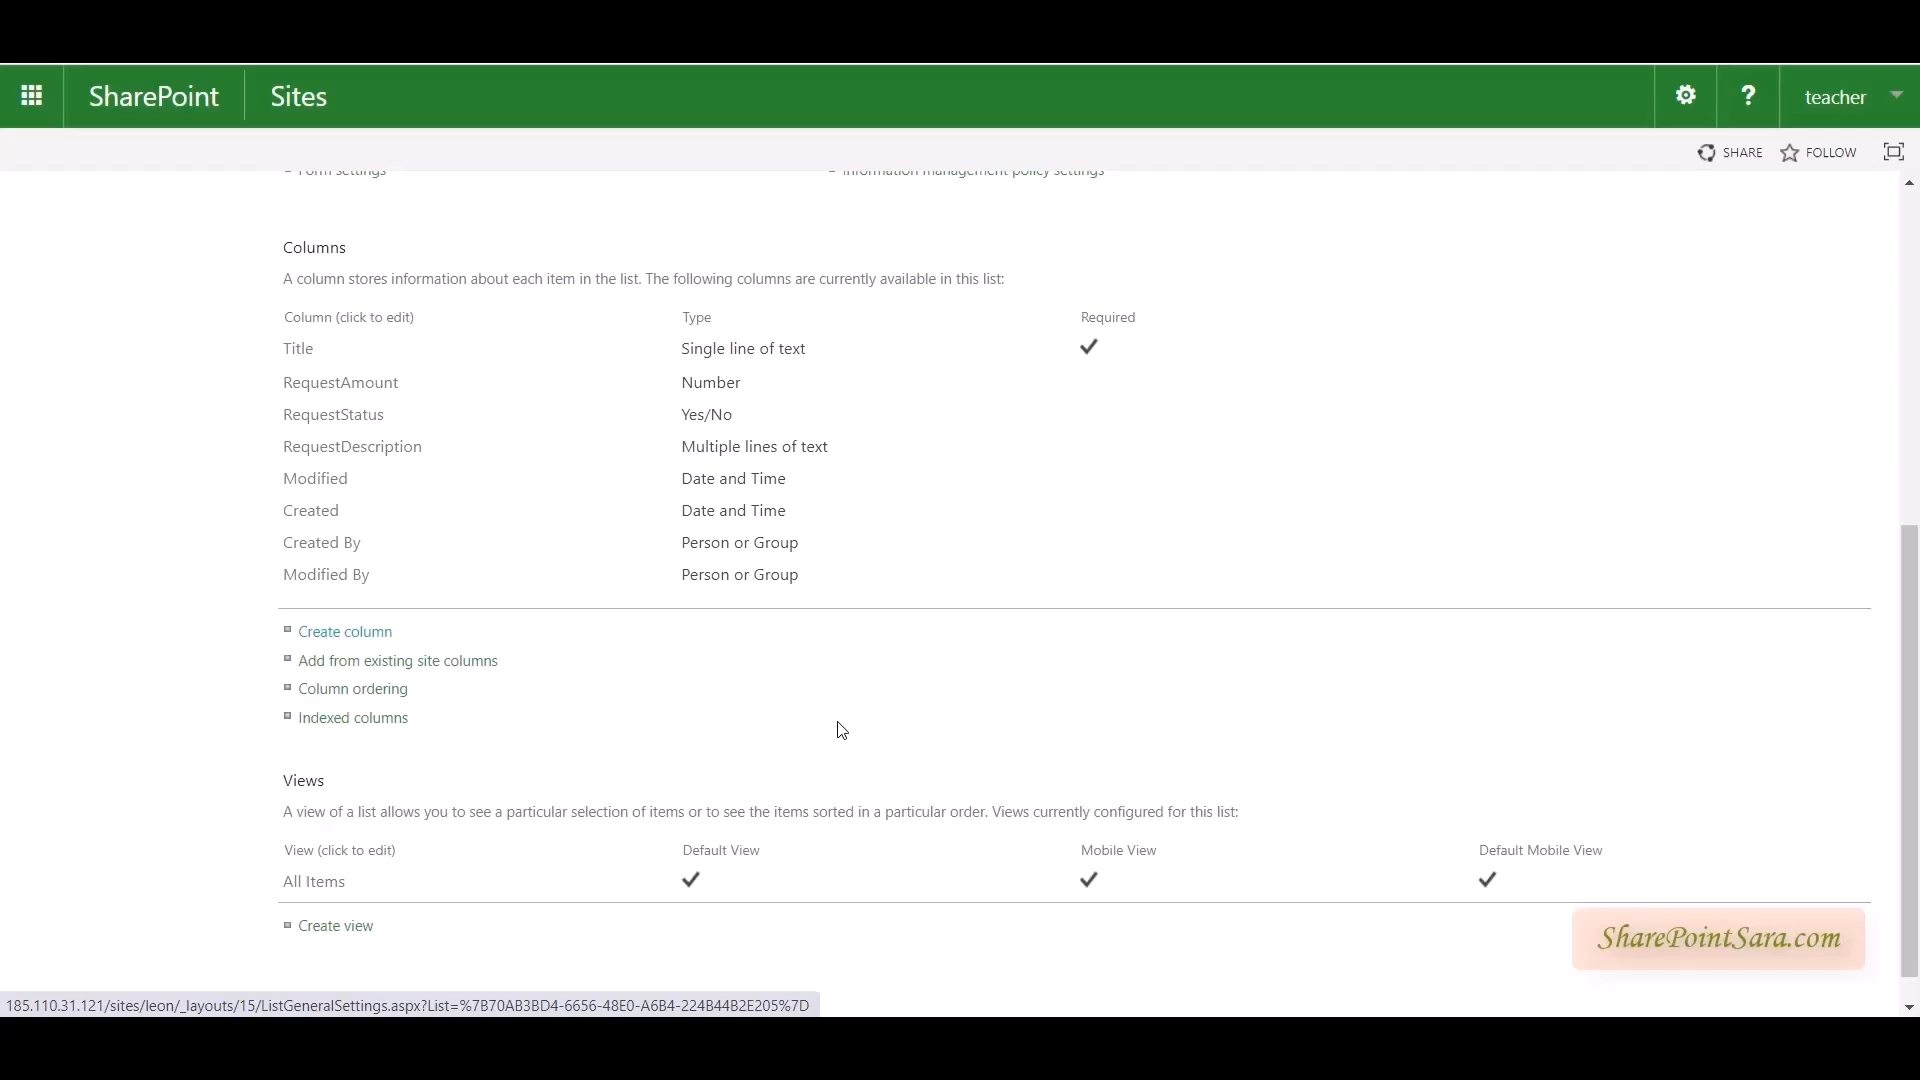 SharePoint Sites ? teacher
SHARE FOLLOW
Form settings Information management policy settings
Columns
A column stores information about each item in the list. The following columns are currently available in this list:
Column (click to edit) Type Required
Title Single line of text
RequestAmount Number
RequestStatus Yes/No
RequestDescription Multiple lines of text
Modified Date and Time
Created Date and Time
Created By Person or Group
Modified By Person or Group
Create column
Add from existing site columns
Column ordering
Indexed columns
Views
A view of a list allows you to see a particular selection of items or to see the items sorted in a particular order. Views currently configured for this list:
View (click to edit) Default View Mobile View Default Mobile View
All Items
Create view
SharePointSara.com
185.110.31.121/sites/leon/_layouts/15/ListGeneralSettings.aspx?List=%7B70AB3BD4-6656-48E0-A6B4-224B44B2E205%7D